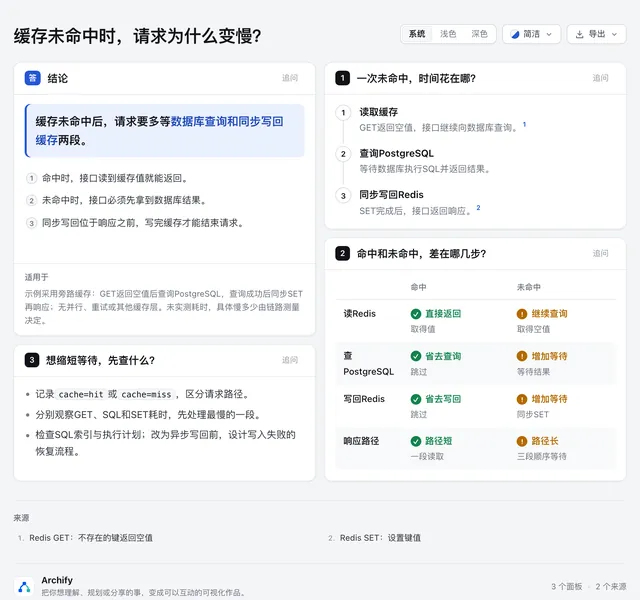 缓存未命中时，请求为什么变慢？
系统 浅色 深色
简洁
导出
答 结论 追问
缓存未命中后，请求要多等数据库查询和同步写回
缓存两段。
1 命中时，接口读到缓存值就能返回。
2 未命中时，接口必须先拿到数据库结果。
3 同步写回位于响应之前，写完缓存才能结束请求。
适用于
示例采用旁路缓存：GET返回空值后查询PostgreSQL，查询成功后同步SET
再响应；无并行、重试或其他缓存层。未实测耗时，具体慢多少由链路测量
决定。
1 一次未命中，时间花在哪？ 追问
1 读取缓存
GET返回空值，接口继续向数据库查询。 1
2 查询PostgreSQL
等待数据库执行SQL并返回结果。
3 同步写回Redis
SET完成后，接口返回响应。 2
2 命中和未命中，差在哪几步？ 追问
命中 未命中
读Redis 直接返回 继续查询
取得值 取得空值
查
PostgreSQL 省去查询 增加等待
跳过 等待结果
写回Redis 省去写回 增加等待
跳过 同步SET
响应路径 路径短 路径长
一段读取 三段顺序等待
3 想缩短等待，先查什么？ 追问
• 记录 cache=hit 或 cache=miss，区分请求路径。
• 分别观察GET、SQL和SET耗时，先处理最慢的一段。
• 检查SQL索引与执行计划；改为异步写回前，设计写入失败的
恢复流程。
来源
1. Redis GET：不存在的键返回空值
2. Redis SET：设置键值
Archify
把你想理解、规划或分享的事，变成可以互动的可视化作品。
3 个面板 · 2 个来源